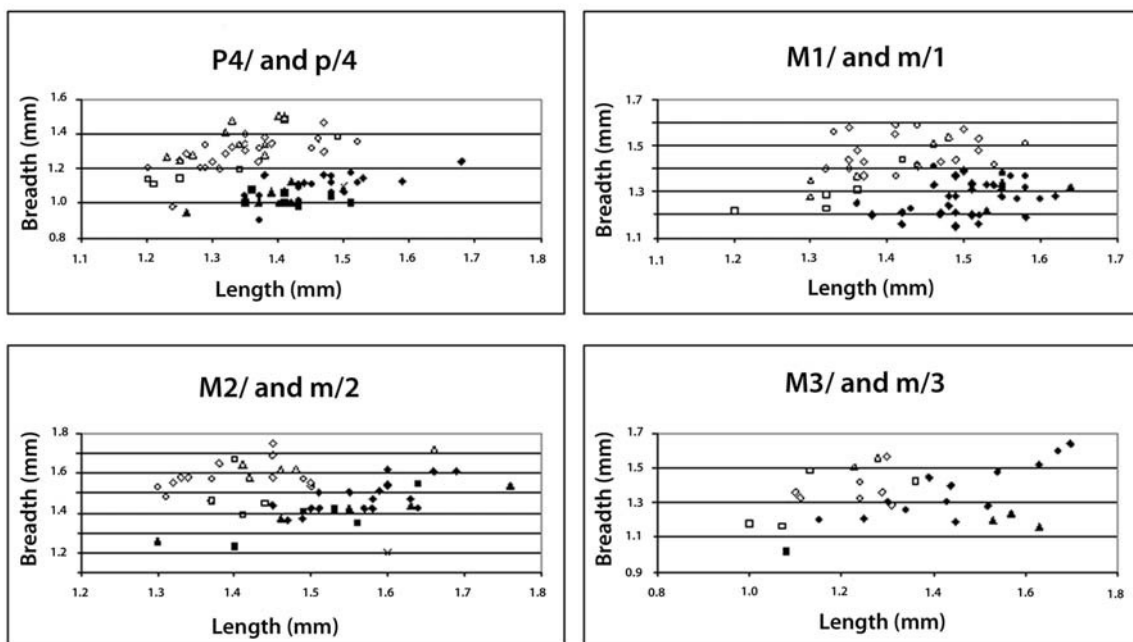 P4/ and p/4
Breadth (mm)
1.6
1.4
1.2
1.0
0.8
1.1 1.2 1.3 1.4 1.5 1.6 1.7 1.8
Length (mm)
M1/ and m/1
Breadth (mm)
1.7
1.5
1.3
1.1
1.1 1.2 1.3 1.4 1.5 1.6 1.7
Length (mm)
M2/ and m/2
Breadth (mm)
1.8
1.6
1.4
1.2
1.2 1.3 1.4 1.5 1.6 1.7 1.8
Length (mm)
M3/ and m/3
Breadth (mm)
1.7
1.5
1.3
1.1
0.9
0.8 1.0 1.2 1.4 1.6 1.8
Length (mm)